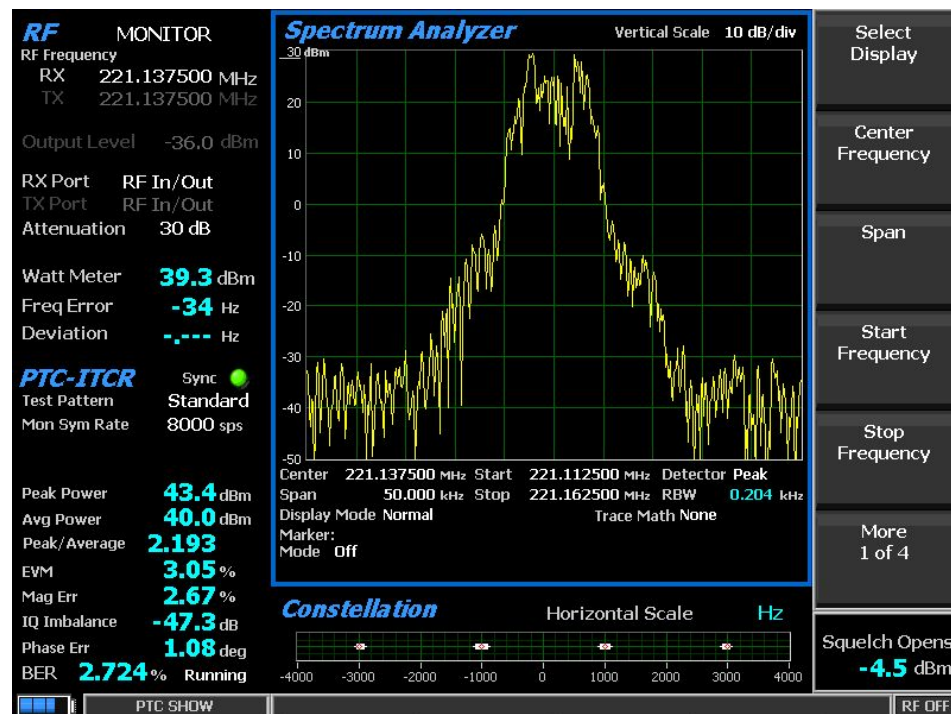 RF MONITOR
RF Frequency
RX 221.137500 MHz
TX 221.137500 MHz
Output Level -36.0 dBm
RX Port RF In/Out
TX Port RF In/Out
Attenuation 30 dB
Watt Meter 39.3 dBm
Freq Error -34 Hz
Deviation -.--- Hz
PTC-ITCR Sync
Test Pattern Standard
Mon Sym Rate 8000 sps
Peak Power 43.4 dBm
Avg Power 40.0 dBm
Peak/Average 2.193
EVM 3.05 %
Mag Err 2.67 %
IQ Imbalance -47.3 dB
Phase Err 1.08 deg
BER 2.724 % Running
Spectrum Analyzer Vertical Scale 10 dB/div
30 dBm
20
10
0
-10
-20
-30
-40
-50
Center 221.137500 MHz Start 221.112500 MHz Detector Peak
Span 50.000 kHz Stop 221.162500 MHz RBW 0.204 kHz
Display Mode Normal Trace Math None
Marker:
Mode Off
Constellation Horizontal Scale Hz
-4000 -3000 -2000 -1000 0 1000 2000 3000 4000
Select
Display
Center
Frequency
Span
Start
Frequency
Stop
Frequency
More
1 of 4
Squelch Opens
-4.5 dBm
PTC SHOW RF OFF